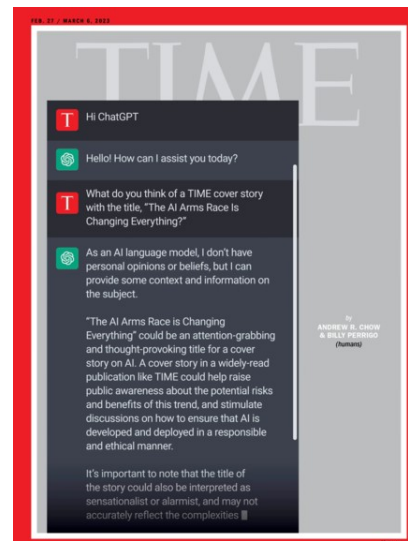 FEB. 27 / MARCH 6, 2023
TIME
T
Hi ChatGPT
Hello! How can I assist you today?
T
What do you think of a TIME cover story
with the title, “The AI Arms Race Is
Changing Everything?”
As an AI language model, I don’t have
personal opinions or beliefs, but I can
provide some context and information on
the subject.
“The AI Arms Race is Changing
Everything” could be an attention-grabbing
and thought-provoking title for a cover
story on AI. A cover story in a widely-read
publication like TIME could help raise
public awareness about the potential risks
and benefits of this trend, and stimulate
discussions on how to ensure that AI is
developed and deployed in a responsible
and ethical manner.
It’s important to note that the title of
the story could also be interpreted as
sensationalist or alarmist, and may not
accurately reflect the complexities
by
ANDREW R. CHOW
& BILLY PERRIGO
(humans)